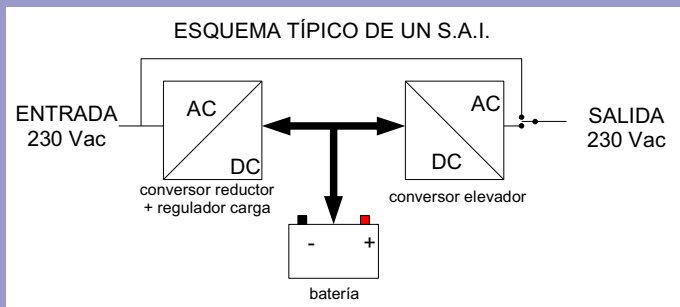 ESQUEMA TÍPICO DE UN S.A.I.
ENTRADA
230 Vac
AC
DC
conversor reductor
+ regulador carga
AC
DC
conversor elevador
SALIDA
230 Vac
- +
batería